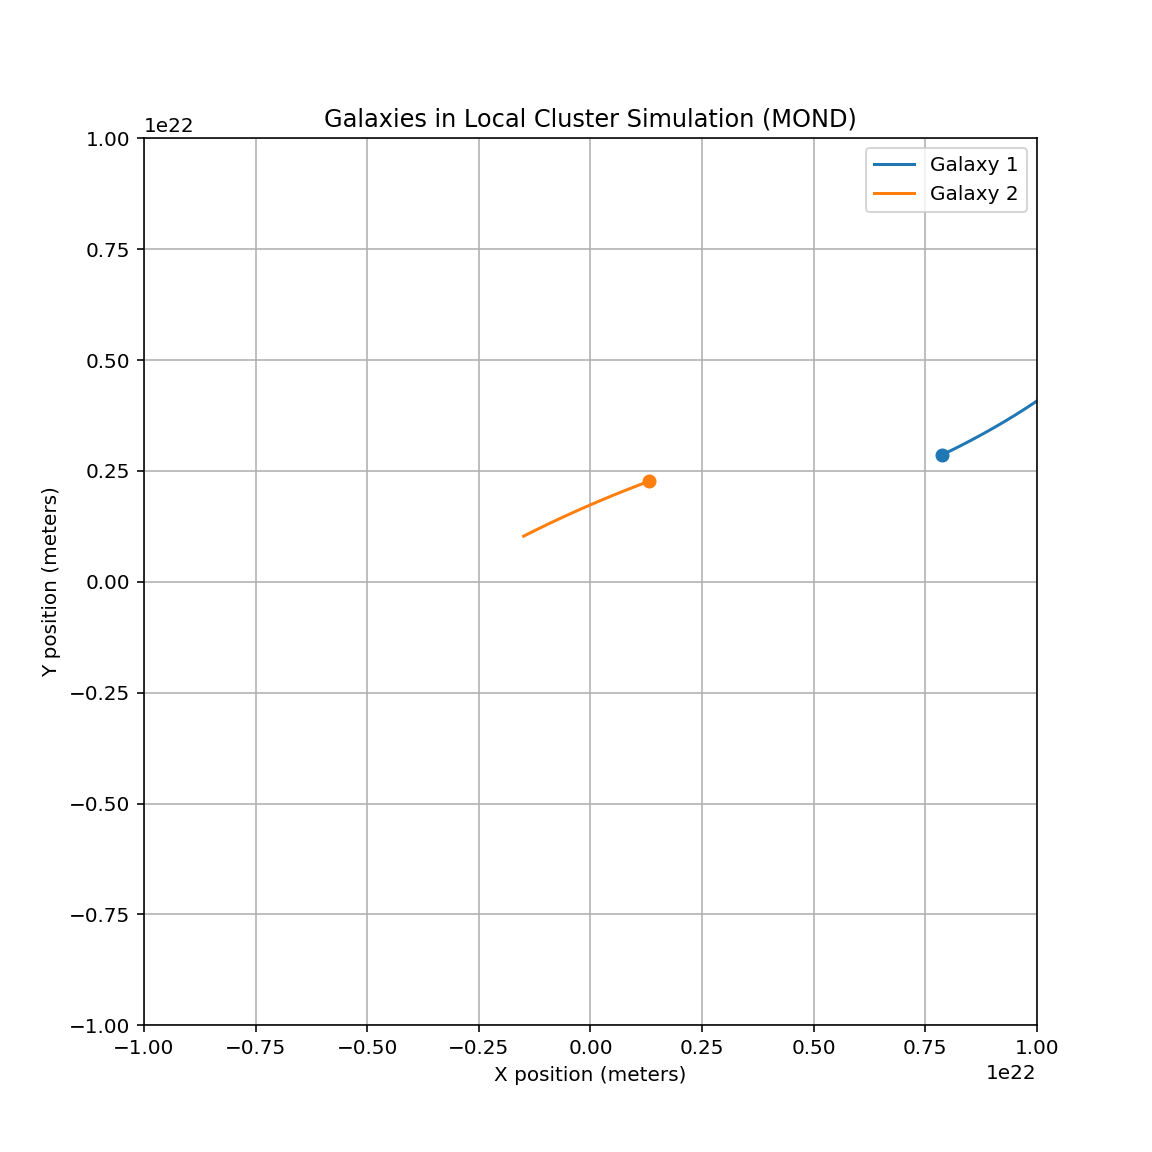 Galaxies in Local Cluster Simulation (MOND)
1e22
Galaxy 1
Galaxy 2
1.00
0.75
0.50
0.25
0.00
−0.25
−0.50
−0.75
−1.00
Y position (meters)
−1.00 −0.75 −0.50 −0.25 0.00 0.25 0.50 0.75 1.00
X position (meters)
1e22